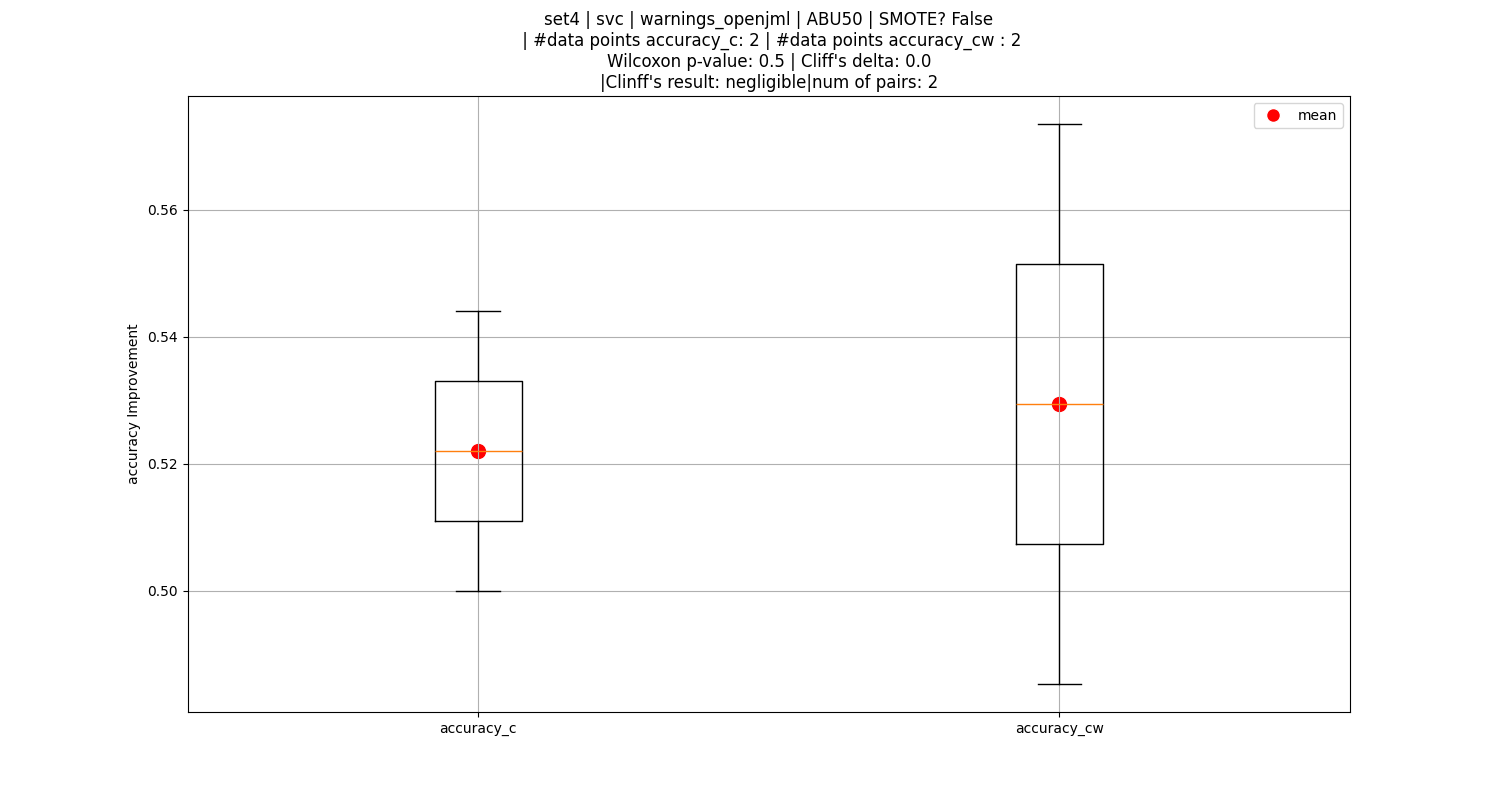 set4 | svc | warnings_openjml | ABU50 | SMOTE? False
| #data points accuracy_c: 2 | #data points accuracy_cw : 2
Wilcoxon p-value: 0.5 | Cliff's delta: 0.0
|Clinff's result: negligible|num of pairs: 2
mean
accuracy Improvement
0.56
0.54
0.52
0.50
accuracy_c
accuracy_cw